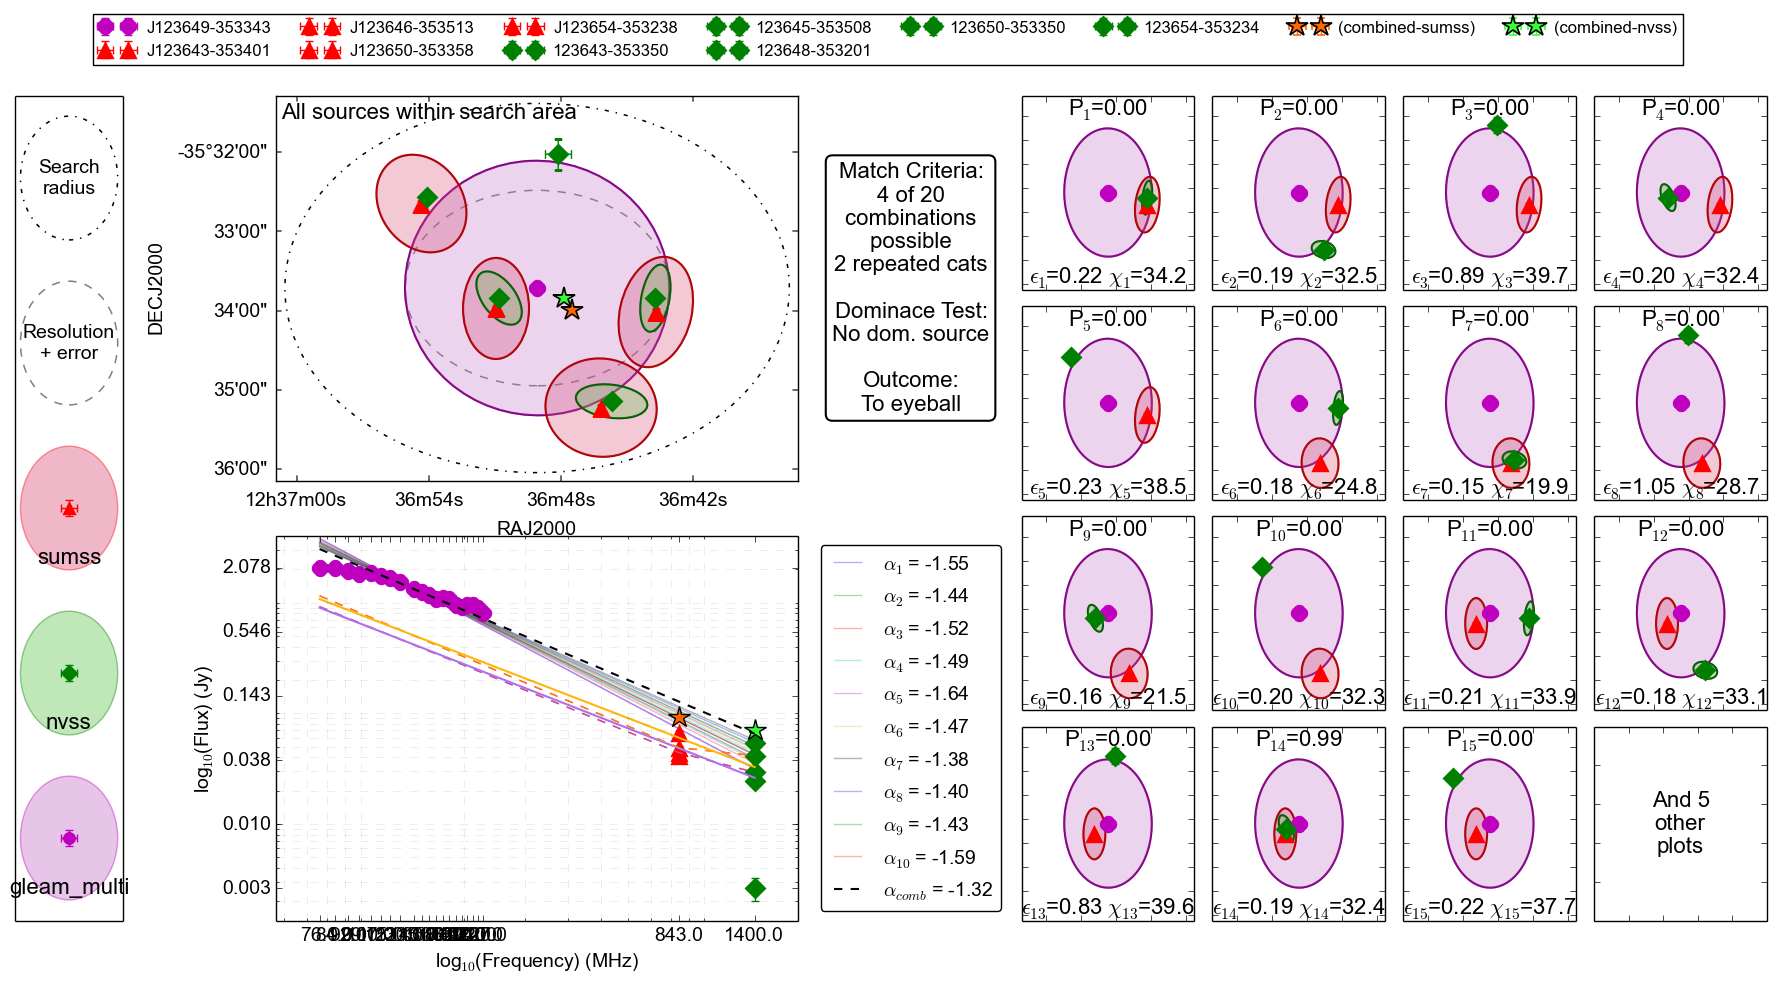 J123649-353343
J123646-353513
J123654-353238
123645-353508
123650-353350
123654-353234
(combined-sumss)
(combined-nvss)
J123643-353401
J123650-353358
123643-353350
123648-353201
Search
radius
Resolution
+ error
sumss
nvss
gleam_multi
All sources within search area
DECJ2000
-35°32'00"
33'00"
34'00"
35'00"
36'00"
12h37m00s
36m54s
36m48s
36m42s
RAJ2000
Match Criteria:
4 of 20
combinations
possible
2 repeated cats
Dominace Test:
No dom. source
Outcome:
To eyeball
log₁₀(Flux) (Jy)
2.078
0.546
0.143
0.038
0.010
0.003
843.0
1400.0
log₁₀(Frequency) (MHz)
α₁ = -1.55
α₂ = -1.44
α₃ = -1.52
α₄ = -1.49
α₅ = -1.64
α₆ = -1.47
α₇ = -1.38
α₈ = -1.40
α₉ = -1.43
α₁₀ = -1.59
α_comb = -1.32
P₁=0.00
ϵ₁=0.22 χ₁=34.2
P₂=0.00
ϵ₂=0.19 χ₂=32.5
P₃=0.00
ϵ₃=0.89 χ₃=39.7
P₄=0.00
ϵ₄=0.20 χ₄=32.4
P₅=0.00
ϵ₅=0.23 χ₅=38.5
P₆=0.00
ϵ₆=0.18 χ₆=24.8
P₇=0.00
ϵ₇=0.15 χ₇=19.9
P₈=0.00
ϵ₈=1.05 χ₈=28.7
P₉=0.00
ϵ₉=0.16 χ₉=21.5
P₁₀=0.00
ϵ₁₀=0.20 χ₁₀=32.3
P₁₁=0.00
ϵ₁₁=0.21 χ₁₁=33.9
P₁₂=0.00
ϵ₁₂=0.18 χ₁₂=33.1
P₁₃=0.00
ϵ₁₃=0.83 χ₁₃=39.6
P₁₄=0.99
ϵ₁₄=0.19 χ₁₄=32.4
P₁₅=0.00
ϵ₁₅=0.22 χ₁₅=37.7
And 5
other
plots